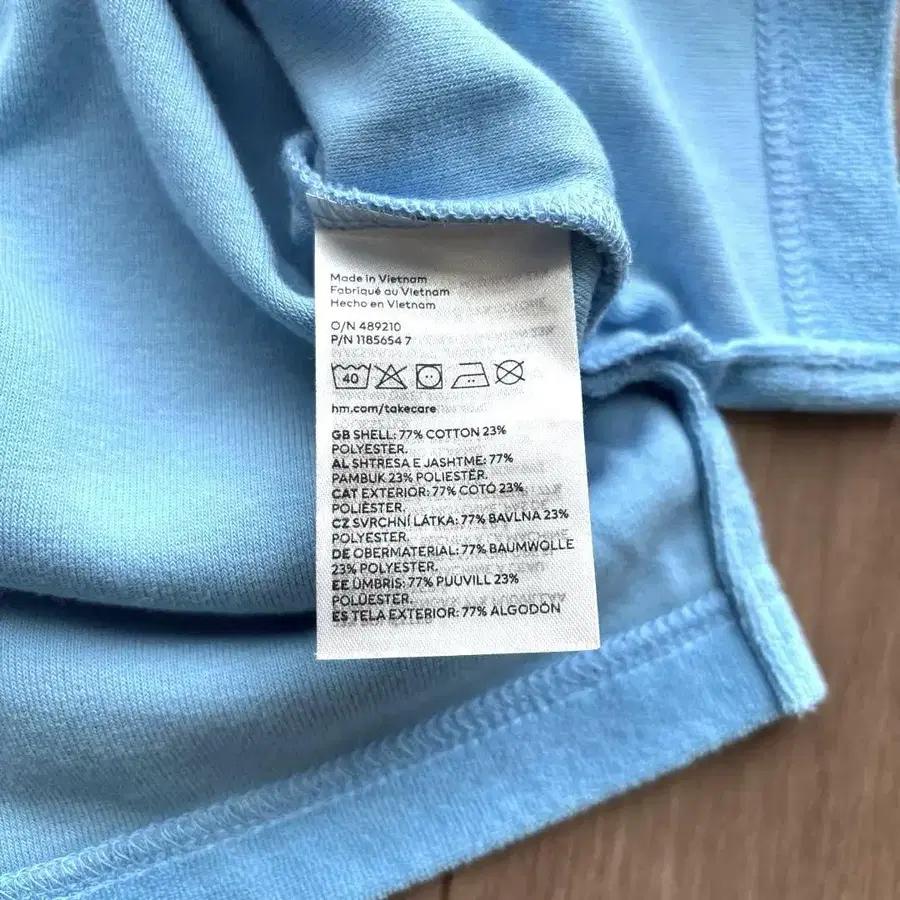 Made in Vietnam
Fabriqué au Vietnam
Hecho en Vietnam
O/N 489210
P/N 1185654 7
40
hm.com/takecare
GB SHELL: 77% COTTON 23%
POLYESTER.
AL SHTRESA E JASHTME: 77%
PAMBUK 23% POLIESTËR.
CAT EXTERIOR: 77% COTÓ 23%
POLIÈSTER.
CZ SVRCHNÍ LÁTKA: 77% BAVLNA 23%
POLYESTER.
DE OBERMATERIAL: 77% BAUMWOLLE
23% POLYESTER.
EE ÜMBRIS: 77% PUUVILL 23%
POLÜESTER.
ES TELA EXTERIOR: 77% ALGODÓN